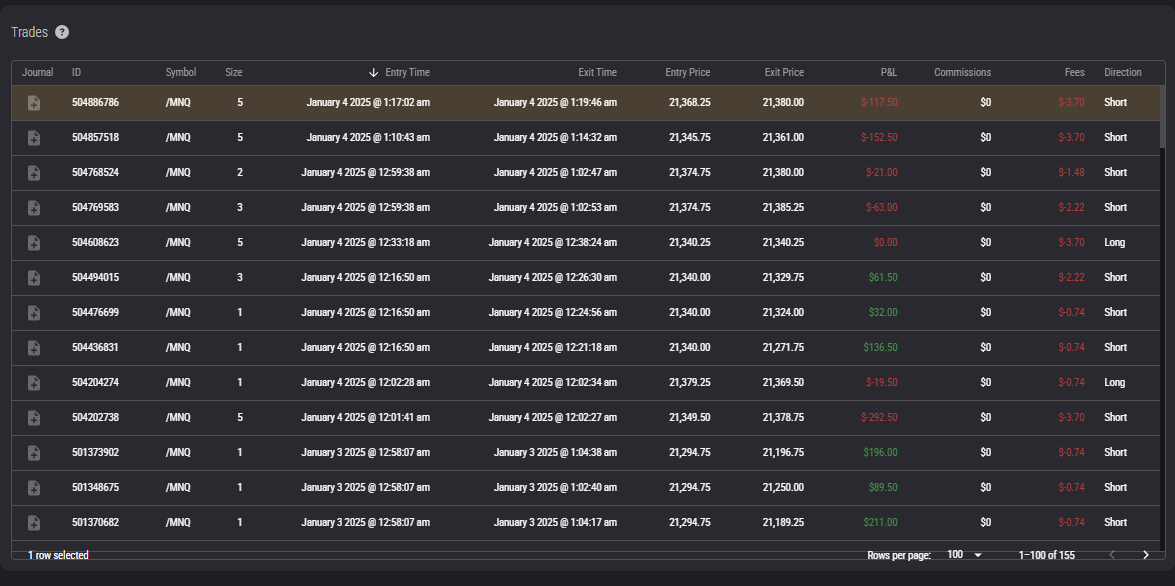 Trades ?
Journal ID Symbol Size Entry Time Exit Time Entry Price Exit Price P&L Commissions Fees Direction
504886786 /MNQ 5 January 4 2025 @ 1:17:02 am January 4 2025 @ 1:19:46 am 21,368.25 21,380.00 $-117.50 $0 $-3.70 Short
504857518 /MNQ 5 January 4 2025 @ 1:10:43 am January 4 2025 @ 1:14:32 am 21,345.75 21,361.00 $-152.50 $0 $-3.70 Short
504768524 /MNQ 2 January 4 2025 @ 12:59:38 am January 4 2025 @ 1:02:47 am 21,374.75 21,380.00 $-21.00 $0 $-1.48 Short
504769583 /MNQ 3 January 4 2025 @ 12:59:38 am January 4 2025 @ 1:02:53 am 21,374.75 21,385.25 $-63.00 $0 $-2.22 Short
504608623 /MNQ 5 January 4 2025 @ 12:33:18 am January 4 2025 @ 12:38:24 am 21,340.25 21,340.25 $0.00 $0 $-3.70 Long
504494015 /MNQ 3 January 4 2025 @ 12:16:50 am January 4 2025 @ 12:26:30 am 21,340.00 21,329.75 $61.50 $0 $-2.22 Short
504476699 /MNQ 1 January 4 2025 @ 12:16:50 am January 4 2025 @ 12:24:56 am 21,340.00 21,324.00 $32.00 $0 $-0.74 Short
504436831 /MNQ 1 January 4 2025 @ 12:16:50 am January 4 2025 @ 12:21:18 am 21,340.00 21,271.75 $136.50 $0 $-0.74 Short
504204274 /MNQ 1 January 4 2025 @ 12:02:28 am January 4 2025 @ 12:02:34 am 21,379.25 21,369.50 $-19.50 $0 $-0.74 Long
504202738 /MNQ 5 January 4 2025 @ 12:01:41 am January 4 2025 @ 12:02:27 am 21,349.50 21,378.75 $-292.50 $0 $-3.70 Short
501373902 /MNQ 1 January 3 2025 @ 12:58:07 am January 3 2025 @ 1:04:38 am 21,294.75 21,196.75 $196.00 $0 $-0.74 Short
501348675 /MNQ 1 January 3 2025 @ 12:58:07 am January 3 2025 @ 1:02:40 am 21,294.75 21,250.00 $89.50 $0 $-0.74 Short
501370682 /MNQ 1 January 3 2025 @ 12:58:07 am January 3 2025 @ 1:04:17 am 21,294.75 21,189.25 $211.00 $0 $-0.74 Short
1 row selected Rows per page: 100 1–100 of 155